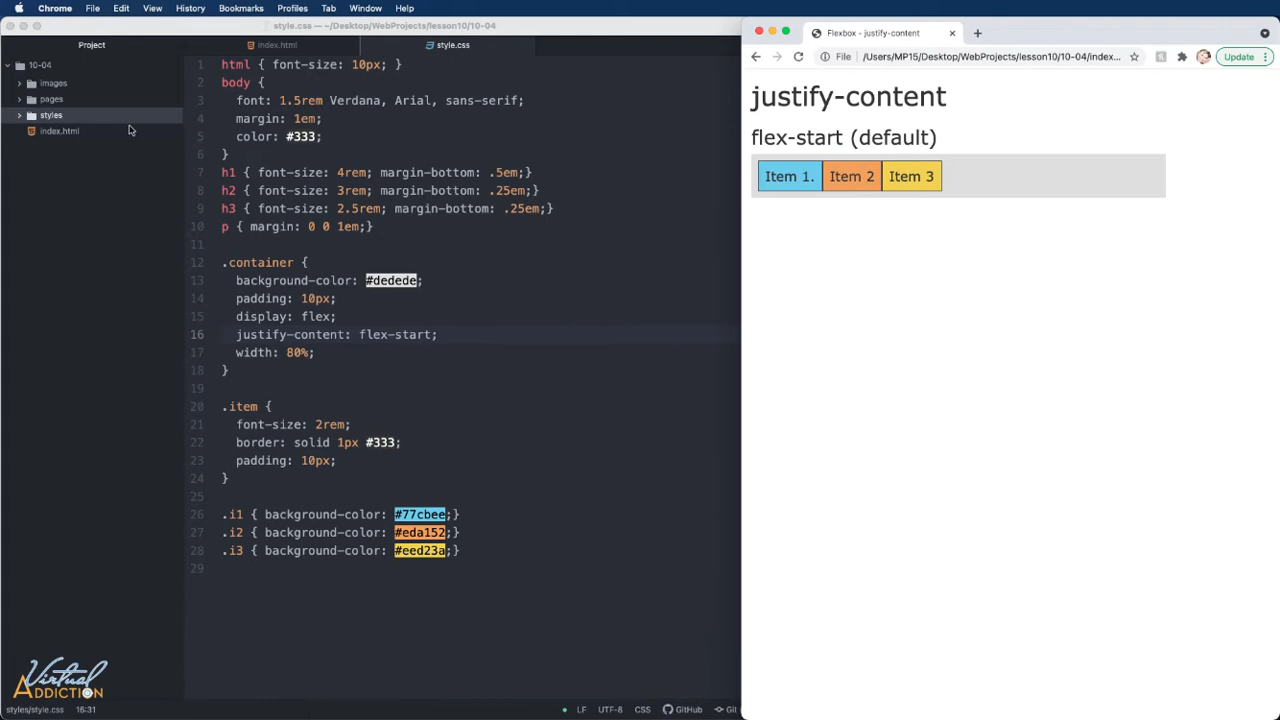 Chrome File Edit View History Bookmarks Profiles Tab Window Help
style.css — ~/Desktop/WebProjects/lesson10/10-04
Project
index.html
style.css
10-04
images
pages
styles
index.html
1 html { font-size: 10px; }
2 body {
3 font: 1.5rem Verdana, Arial, sans-serif;
4 margin: 1em;
5 color: #333;
6 }
7 h1 { font-size: 4rem; margin-bottom: .5em;}
8 h2 { font-size: 3rem; margin-bottom: .25em;}
9 h3 { font-size: 2.5rem; margin-bottom: .25em;}
10 p { margin: 0 0 1em;}
11
12 .container {
13 background-color: #dedede;
14 padding: 10px;
15 display: flex;
16 justify-content: flex-start;
17 width: 80%;
18 }
19
20 .item {
21 font-size: 2rem;
22 border: solid 1px #333;
23 padding: 10px;
24 }
25
26 .i1 { background-color: #77cbee;}
27 .i2 { background-color: #eda152;}
28 .i3 { background-color: #eed23a;}
29
Virtual
ADDICTION
styles/style.css 16:31
LF UTF-8 CSS GitHub Git
Flexbox - justify-content
File /Users/MP15/Desktop/WebProjects/lesson10/10-04/index...
Update
justify-content
flex-start (default)
Item 1. Item 2 Item 3